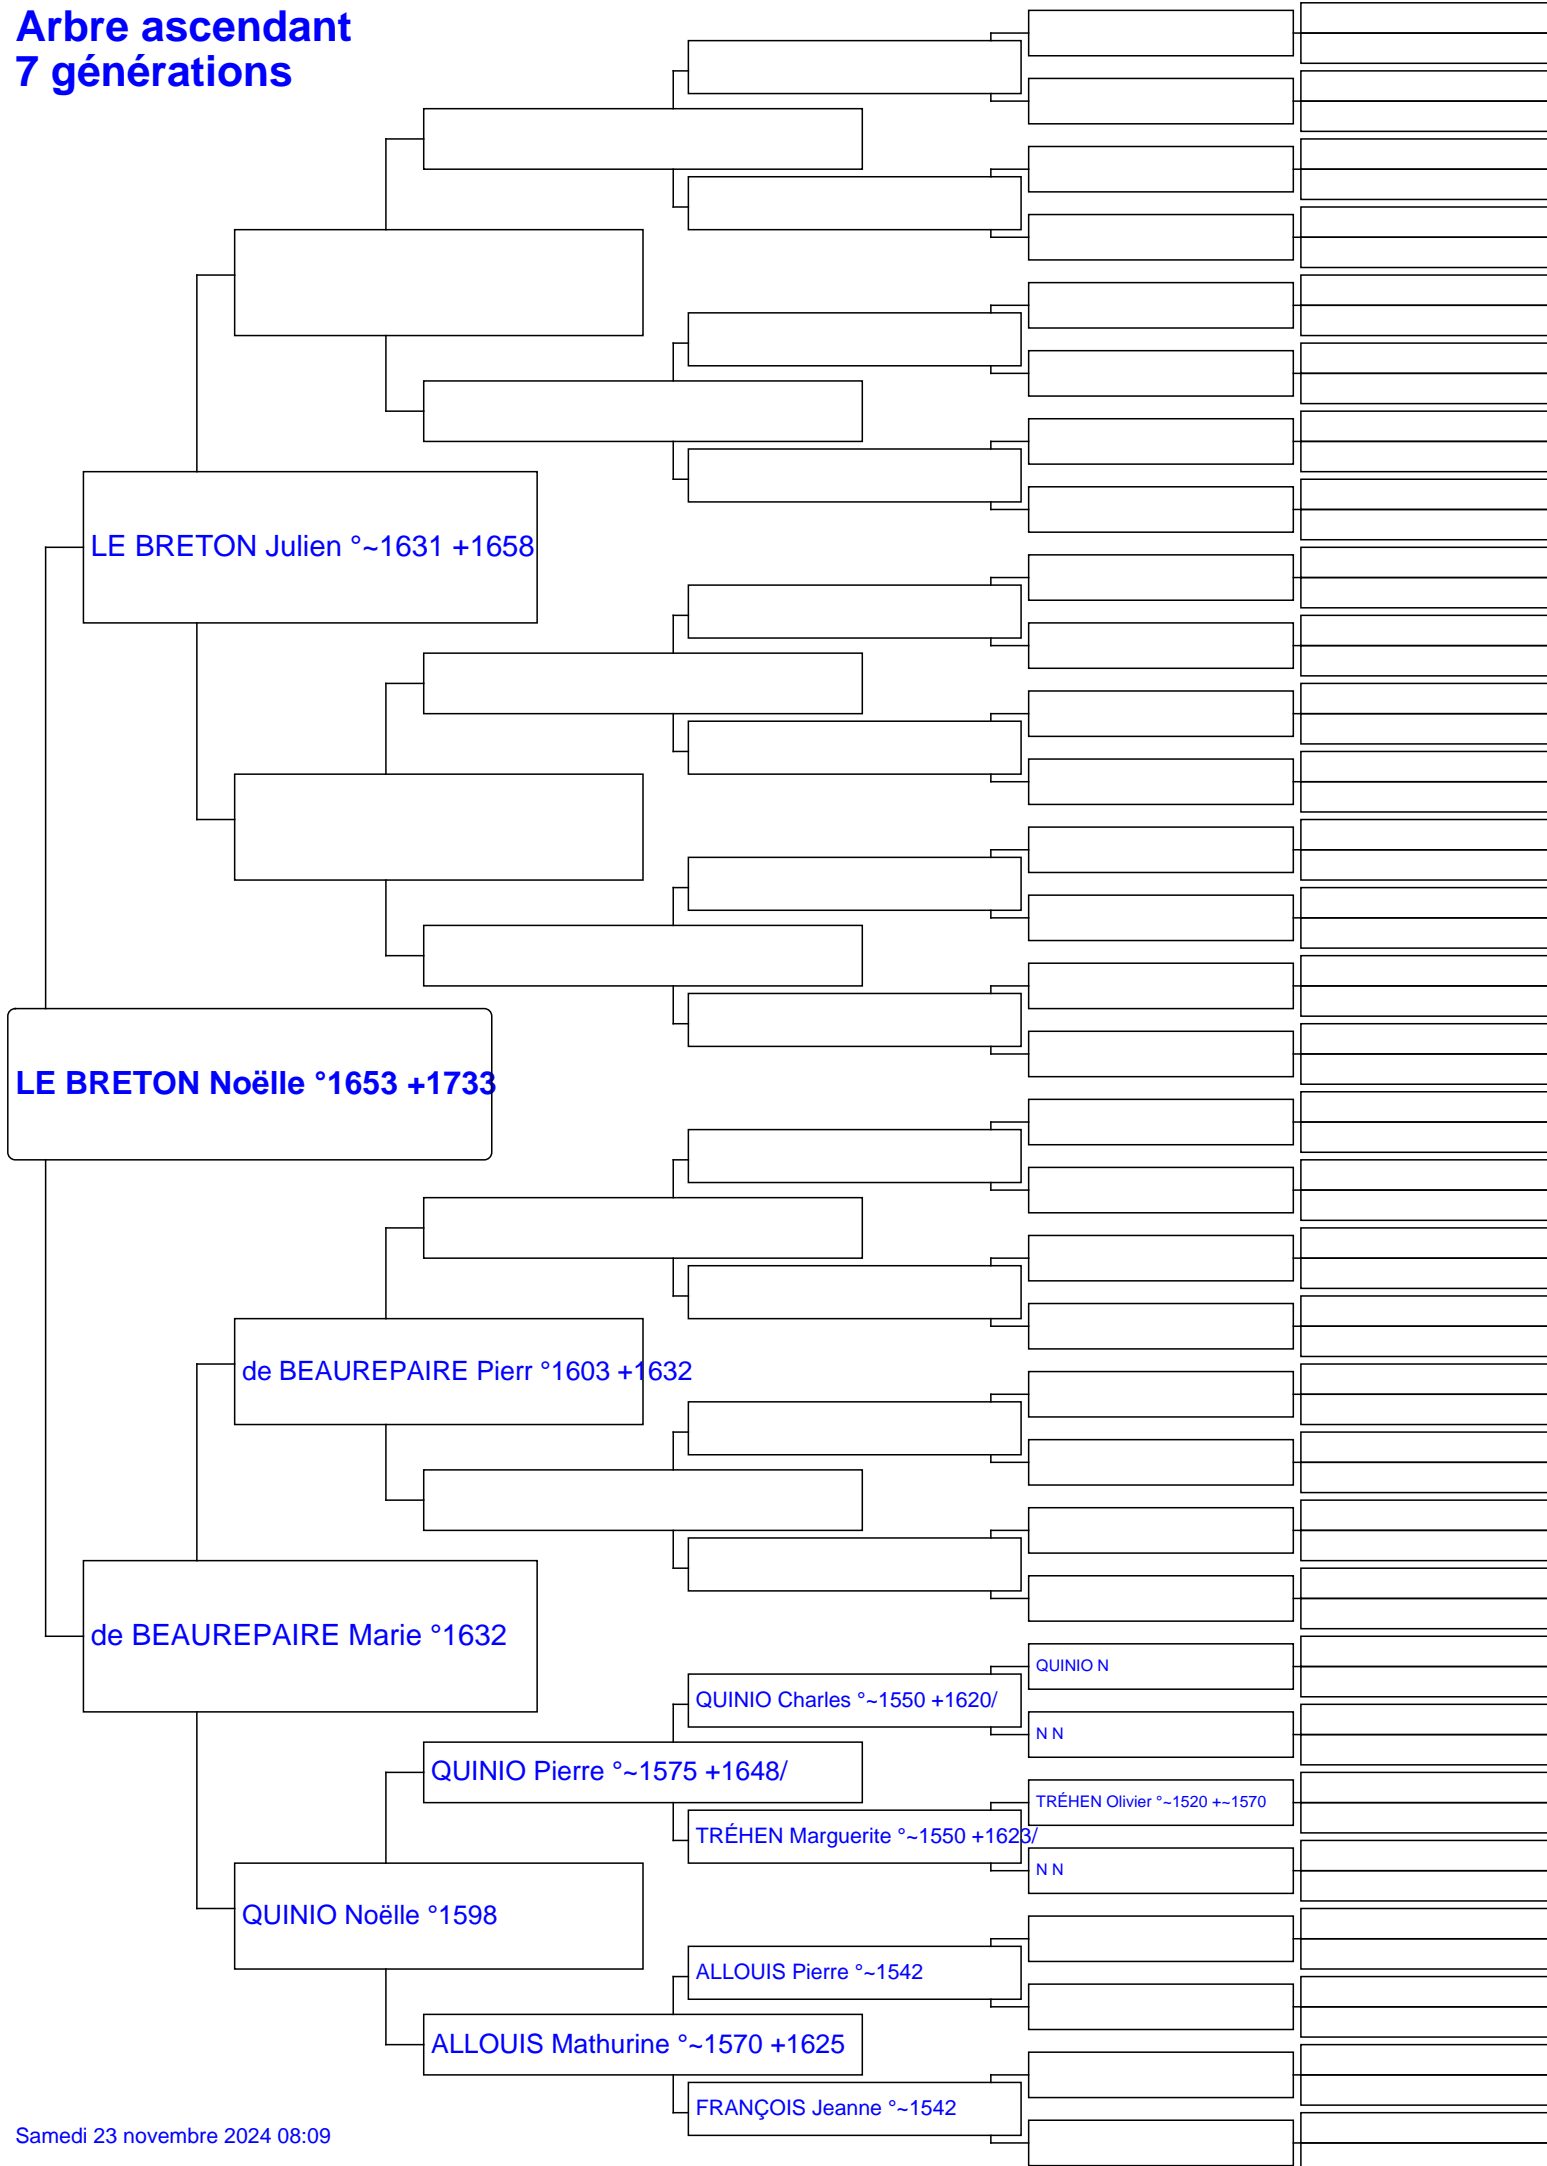 Arbre ascendant
7 générations
LE BRETON Julien °~1631 +1658
LE BRETON Noëlle °1653 +1733
de BEAUREPAIRE Pierr °1603 +1632
de BEAUREPAIRE Marie °1632
QUINIO N
QUINIO Charles °~1550 +1620/
N N
QUINIO Pierre °~1575 +1648/
TRÉHEN Olivier °~1520 +~1570
TRÉHEN Marguerite °~1550 +1623/
N N
QUINIO Noëlle °1598
ALLOUIS Pierre °~1542
ALLOUIS Mathurine °~1570 +1625
FRANÇOIS Jeanne °~1542
Samedi 23 novembre 2024 08:09